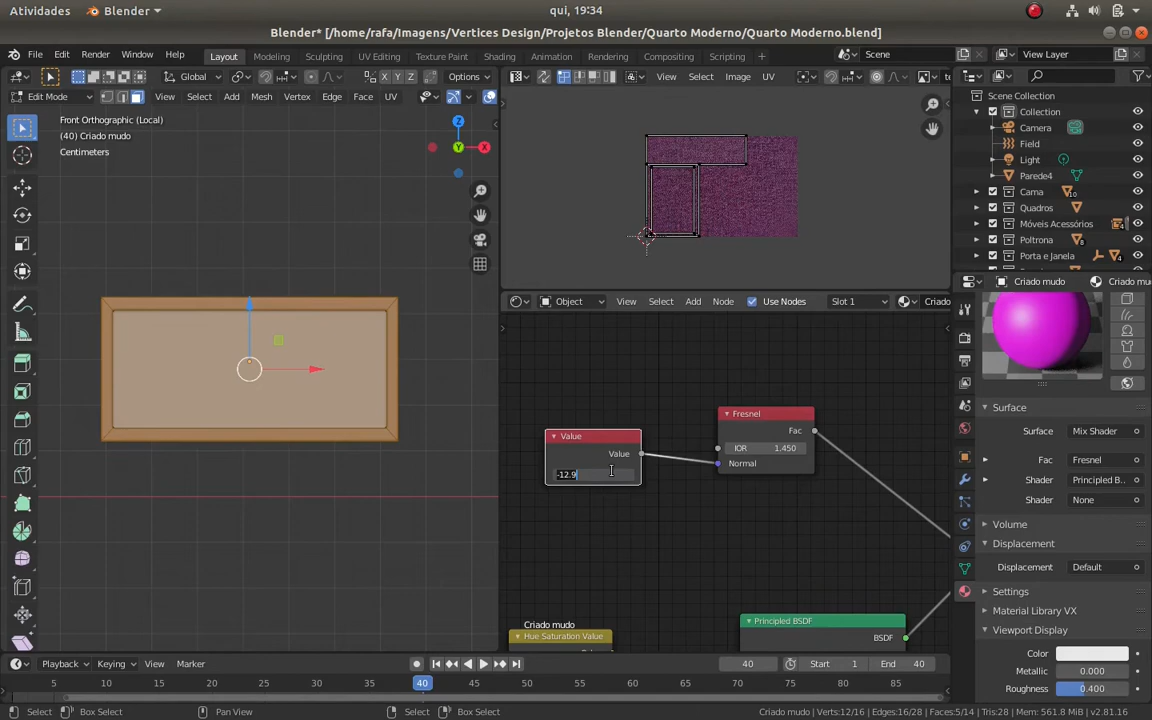 Atividades
Blender
qui, 19:34
Blender* [/home/rafa/Imagens/Vertices Design/Projetos Blender/Quarto Moderno/Quarto Moderno.blend]
File Edit Render Window Help
Layout Modeling Sculpting UV Editing Texture Paint Shading Animation Rendering Compositing Scripting
Scene
View Layer
Global
X Y Z
Options
View Select Image UV
Edit Mode
View Select Add Mesh Vertex Edge Face UV
Front Orthographic (Local)
(40) Criado mudo
Centimeters
Z
Y
X
Scene Collection
Collection
Camera
Field
Light
Parede4
Cama
10
Quadros
Móveis Acessórios
4
Poltrona
8
Porta e Janela
4
Object View Select Add Node Use Nodes Slot 1 Criado
Criado mudo
Criado mu
Value
Value
-12.9
Fresnel
Fac
IOR 1.450
Normal
Criado mudo
Hue Saturation Value
Principled BSDF
BSDF
Surface
Surface Mix Shader
Fac Fresnel
Shader Principled B..
Shader None
Volume
Displacement
Displacement Default
Settings
Material Library VX
Viewport Display
Color
Metallic 0.000
Roughness 0.400
Playback Keying View Marker
40
Start 1
End 40
5 10 15 20 25 30 35 40 45 50 55 60 65 70 75 80 85
Select Box Select Pan View Select Box Select
Criado mudo | Verts:12/16 | Edges:16/28 | Faces:5/14 | Tris:28 | Mem: 561.8 MiB | v2.81.16